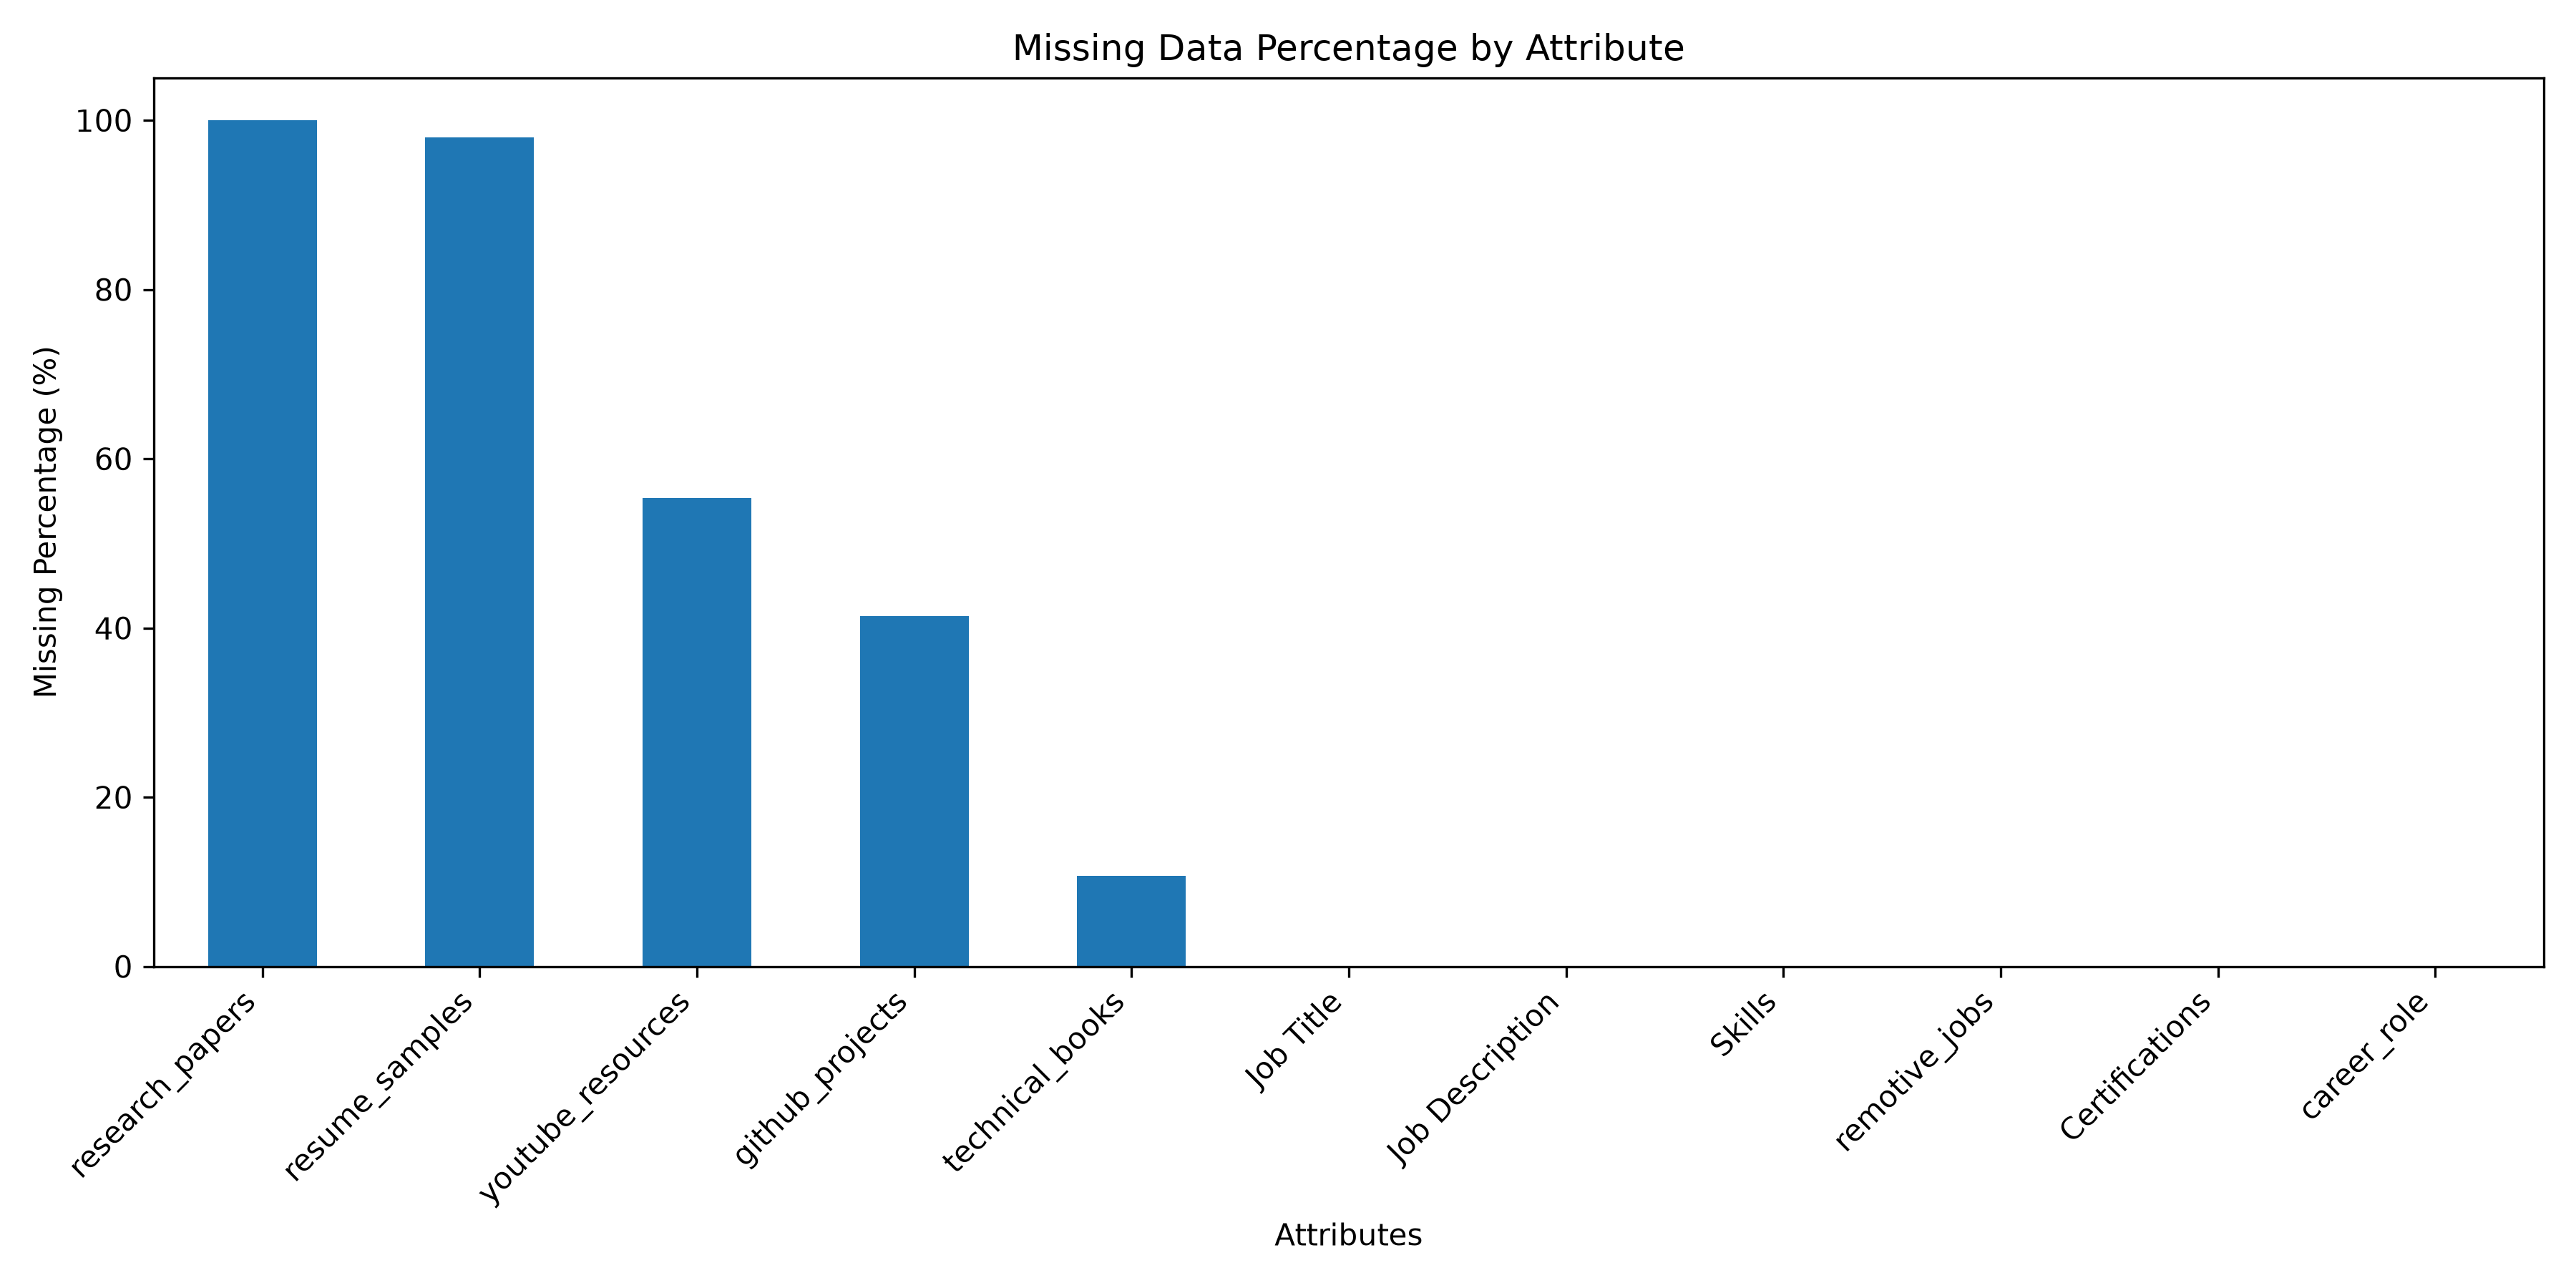 Missing Data Percentage by Attribute
Missing Percentage (%)
100
80
60
40
20
0
research_papers
resume_samples
youtube_resources
github_projects
technical_books
Job Title
Job Description
Skills
remotive_jobs
Certifications
career_role
Attributes